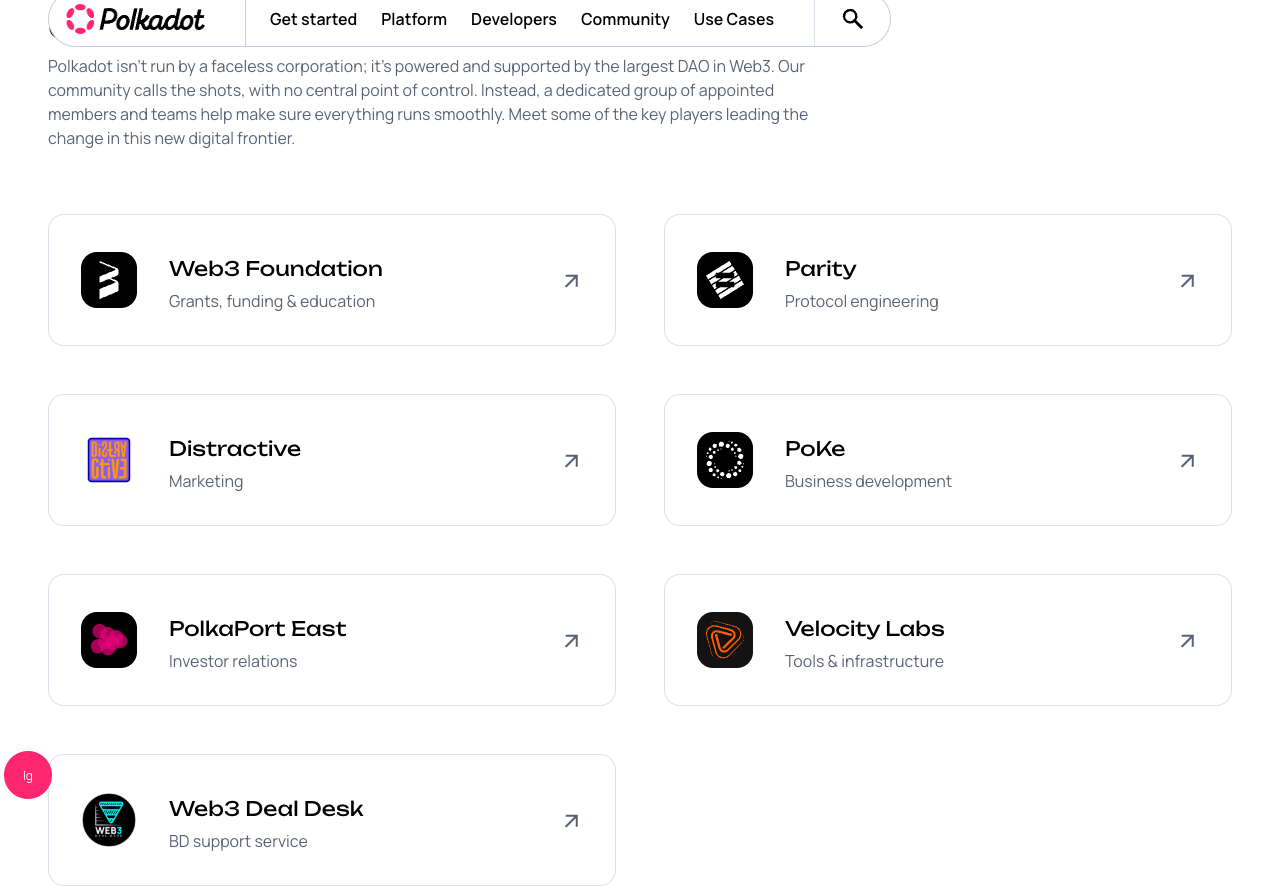 Polkadot
Get started
Platform
Developers
Community
Use Cases
Polkadot isn't run by a faceless corporation; it's powered and supported by the largest DAO in Web3. Our
community calls the shots, with no central point of control. Instead, a dedicated group of appointed
members and teams help make sure everything runs smoothly. Meet some of the key players leading the
change in this new digital frontier.
Web3 Foundation
Grants, funding & education
Parity
Protocol engineering
DISTRA
CTIVE
Distractive
Marketing
PoKe
Business development
PolkaPort East
Investor relations
Velocity Labs
Tools & infrastructure
lg
WEB3
DEAL DESK
Web3 Deal Desk
BD support service